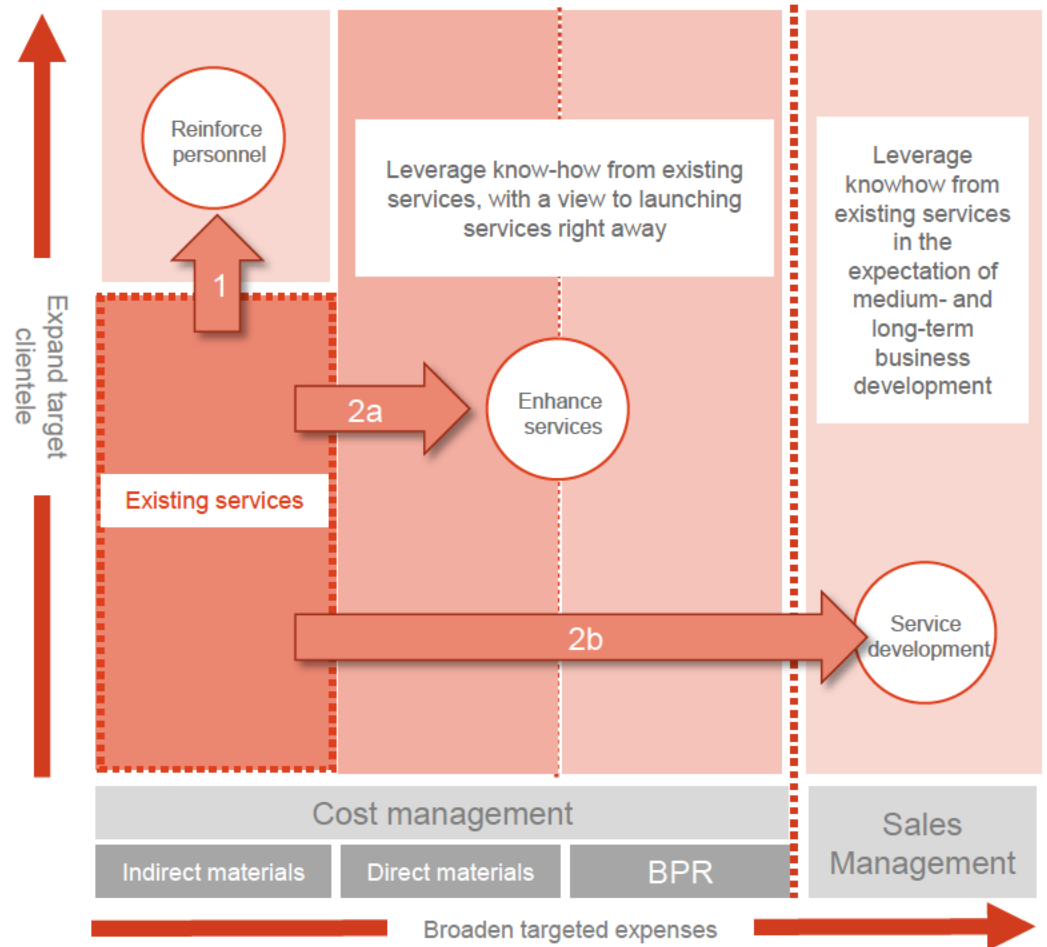 Reinforce
personnel
1
Leverage know-how from existing
services, with a view to launching
services right away
Leverage
knowhow from
existing services
in the
expectation of
medium- and
long-term
business
development
Expand target
clientele
2a
Enhance
services
Existing services
2b
Service
development
Cost management
Sales
Management
Indirect materials
Direct materials
BPR
Broaden targeted expenses